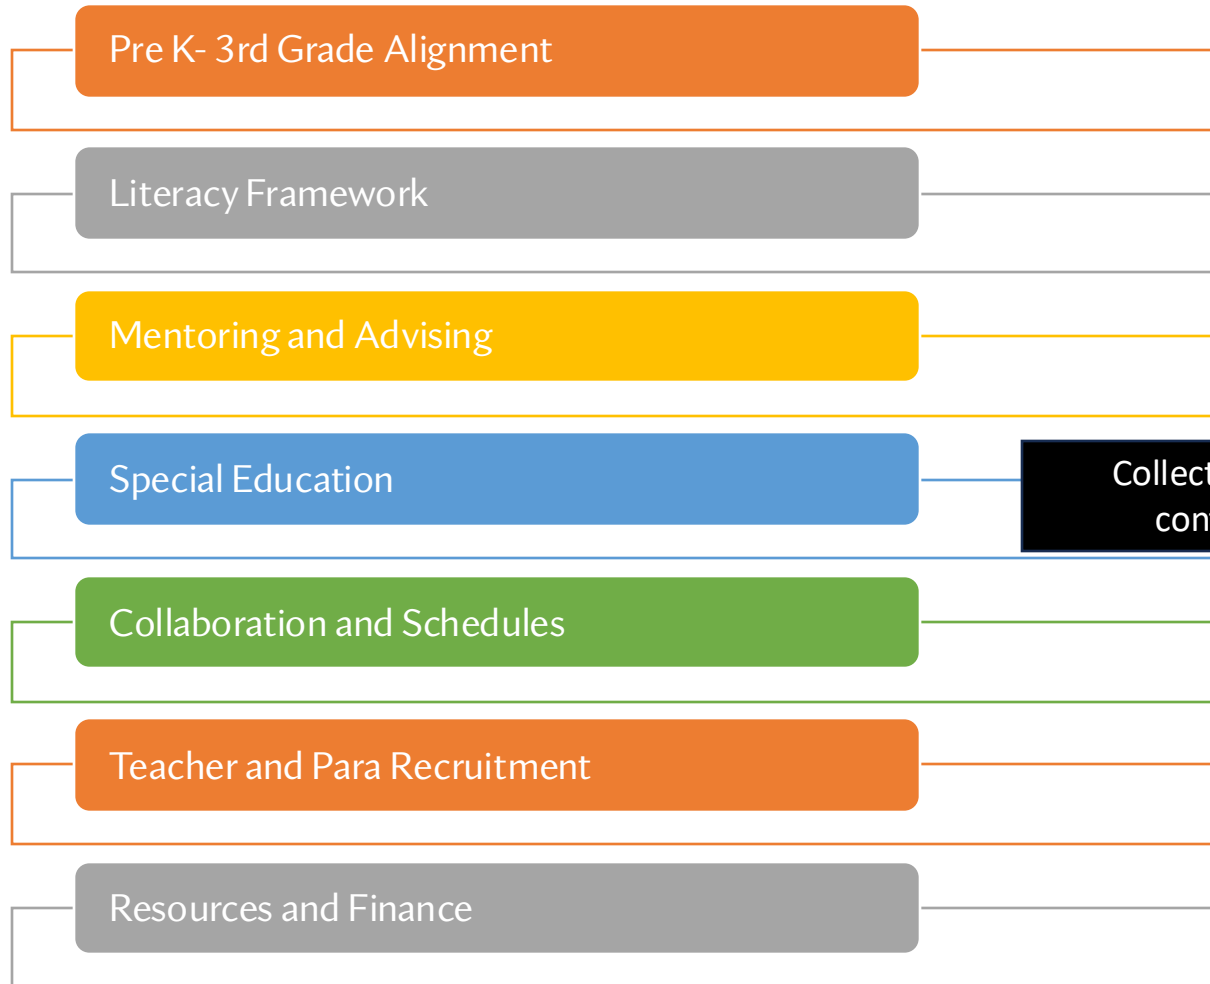 Pre K- 3rd Grade Alignment
Literacy Framework
Mentoring and Advising
Special Education
Collaboration and Schedules
Teacher and Para Recruitment
Resources and Finance